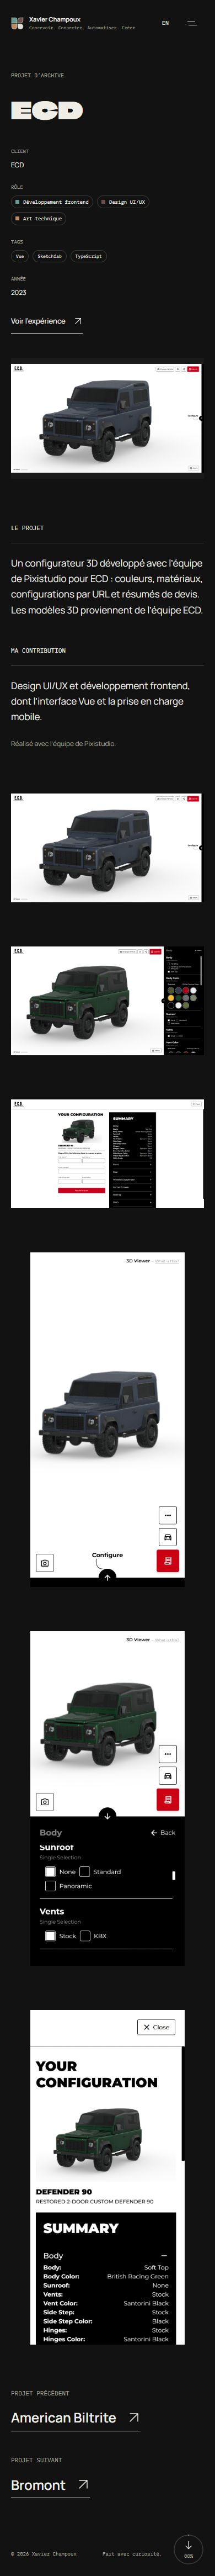 Xavier Champoux
Concevoir. Connecter. Automatiser. Créer
EN
PROJET D'ARCHIVE
ECD
CLIENT
ECD
RÔLE
Développement frontend
Design UI/UX
Art technique
TAGS
Vue
Sketchfab
TypeScript
ANNÉE
2023
Voir l'expérience
LE PROJET
Un configurateur 3D développé avec l'équipe
de Pixistudio pour ECD : couleurs, matériaux,
configurations par URL et résumés de devis.
Les modèles 3D proviennent de l'équipe ECD.
MA CONTRIBUTION
Design UI/UX et développement frontend,
dont l'interface Vue et la prise en charge
mobile.
Réalisé avec l'équipe de Pixistudio.
YOUR CONFIGURATION
SUMMARY
3D Viewer
Configure
Body
Back
Sunroof
Single Selection
None
Standard
Panoramic
Vents
Single Selection
Stock
KBX
Close
YOUR
CONFIGURATION
DEFENDER 90
RESTORED 2-DOOR CUSTOM DEFENDER 90
SUMMARY
Body
Body: Soft Top
Body Color: British Racing Green
Sunroof: None
Vents: Stock
Vent Color: Santorini Black
Side Step: Stock
Side Step Color: Black
Hinges: Stock
Hinges Color: Santorini Black
PROJET PRÉCÉDENT
American Biltrite
PROJET SUIVANT
Bromont
© 2026 Xavier Champoux
Fait avec curiosité.